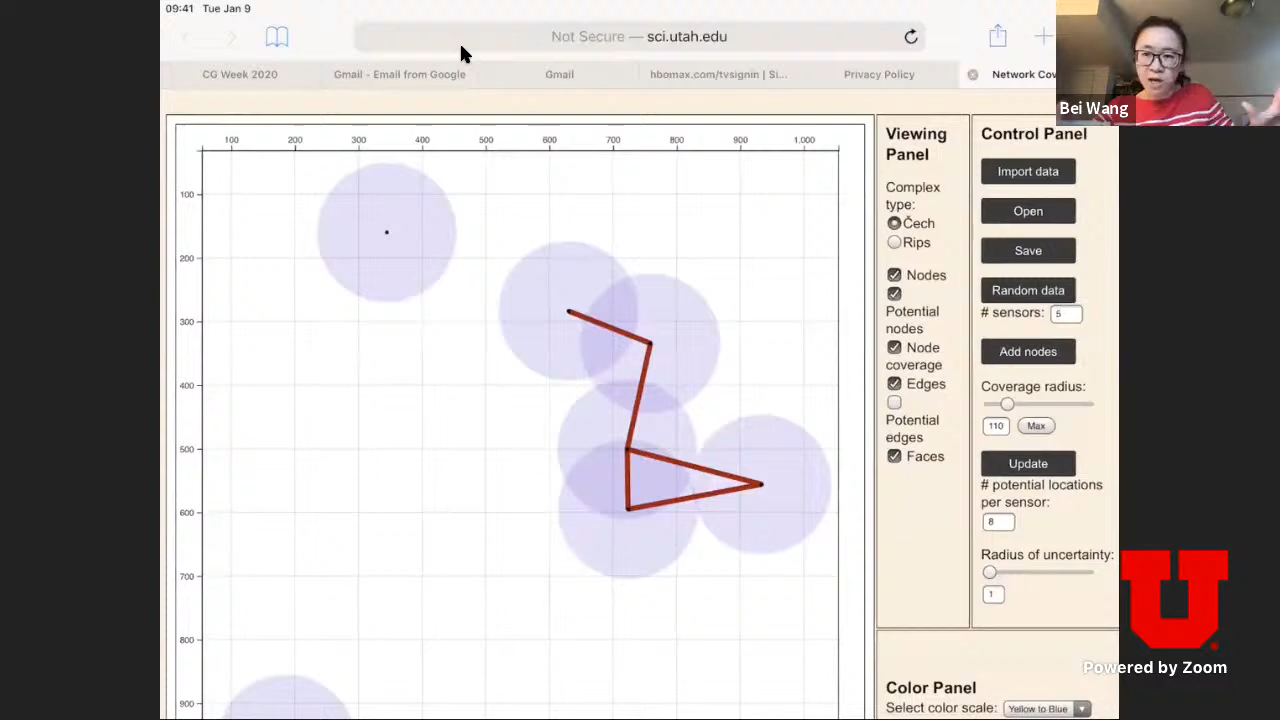 09:41 Tue Jan 9
Not Secure — sci.utah.edu
CG Week 2020
Gmail - Email from Google
Gmail
hbomax.com/tvsignin | Si...
Privacy Policy
Network Cov
Bei Wang
100 200 300 400 500 600 700 800 900 1,000
100
200
300
400
500
600
700
800
900
Viewing
Panel
Complex
type:
Čech
Rips
Nodes
Potential
nodes
Node
coverage
Edges
Potential
edges
Faces
Control Panel
Import data
Open
Save
Random data
# sensors: 5
Add nodes
Coverage radius:
110 Max
Update
# potential locations
per sensor:
8
Radius of uncertainty:
1
Color Panel
Select color scale: Yellow to Blue
U
Powered by Zoom